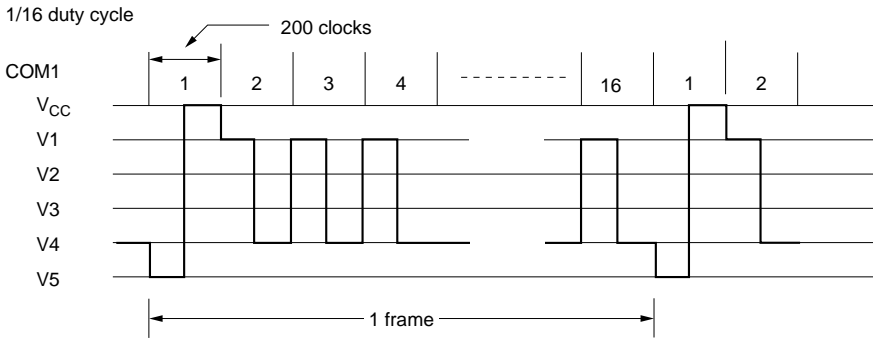 1/16 duty cycle
200 clocks
COM1
1 2 3 4 16 1 2
VCC
V1
V2
V3
V4
V5
1 frame